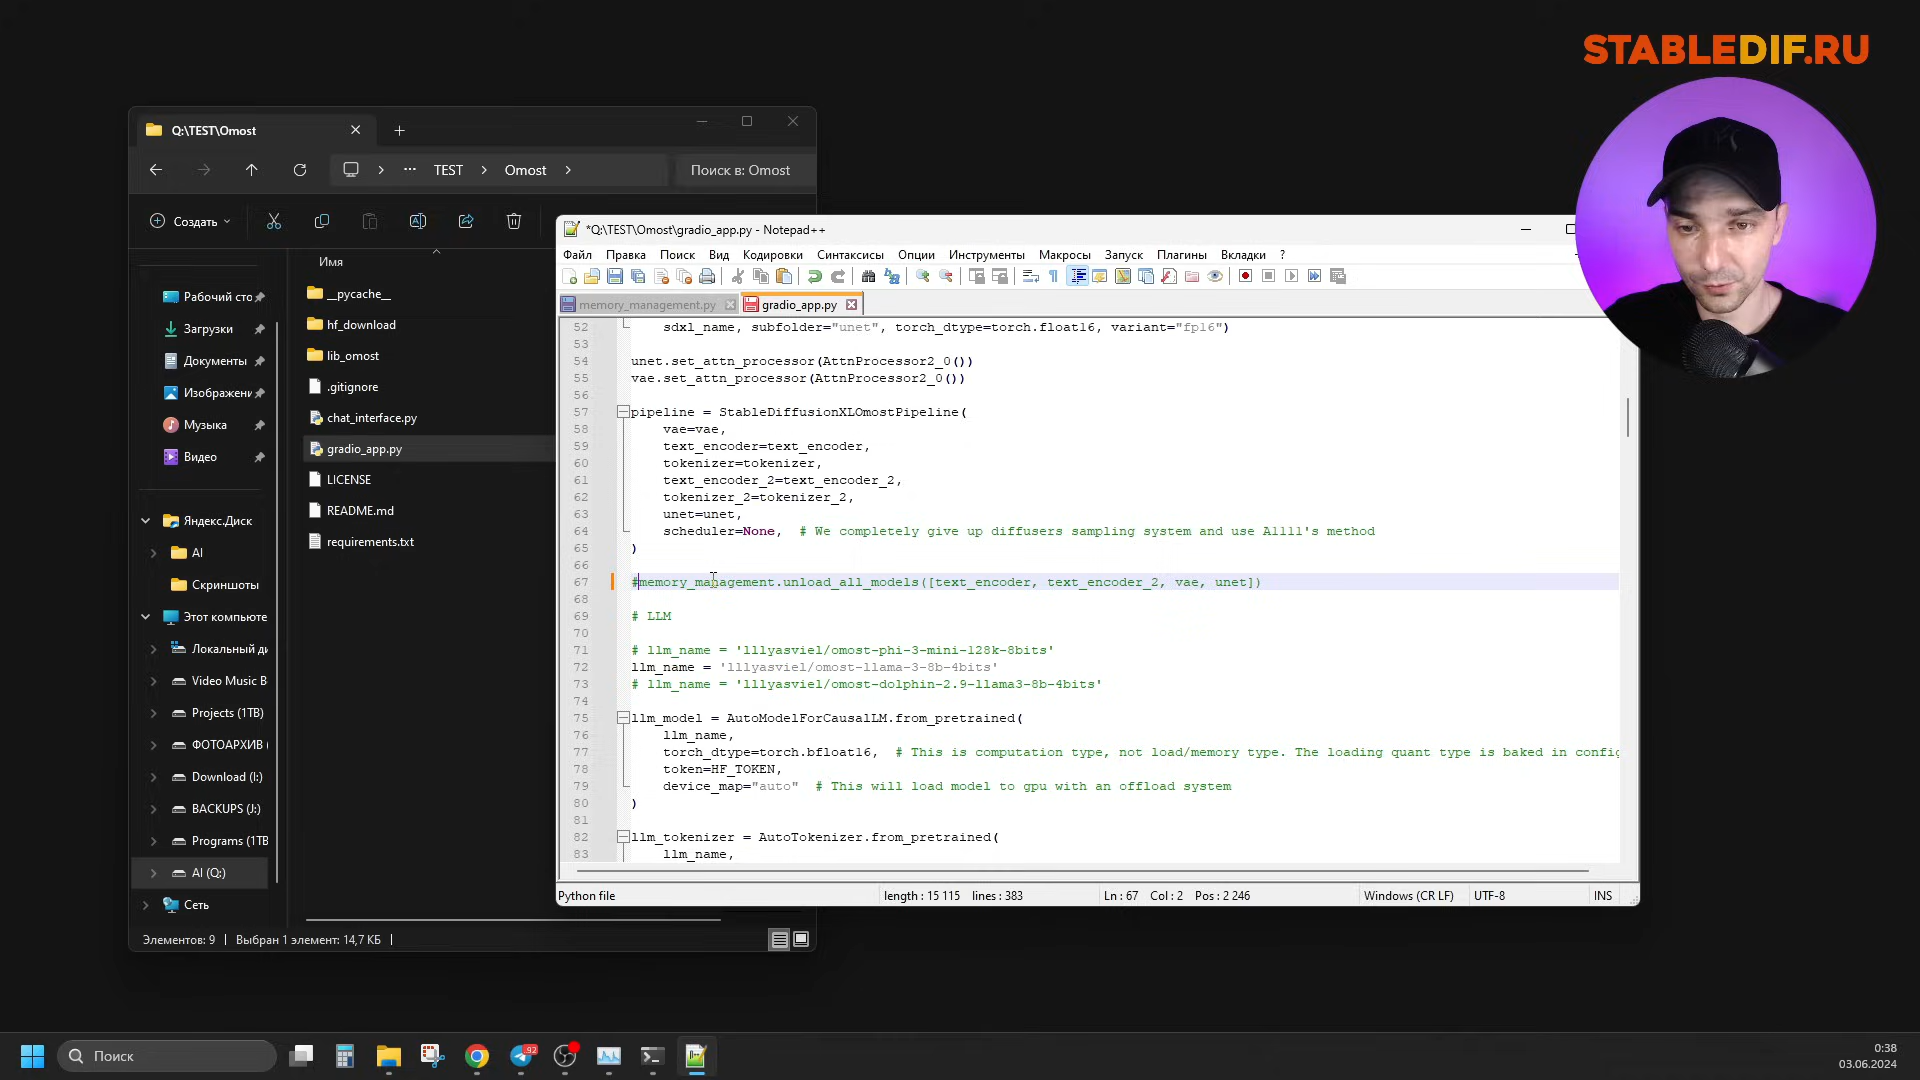 STABLEDIF.RU
Q:\TEST\Omost
TEST
Omost
Поиск в: Omost
Создать
Имя
Рабочий сто
Загрузки
Документы
Изображени
Музыка
Видео
Яндекс.Диск
AI
Скриншоты
Этот компьюте
Локальный ди
Video Music B
Projects (1TB)
ФОТОАРХИВ (
Download (I:)
BACKUPS (J:)
Programs (1TB
AI (Q:)
Сеть
__pycache__
hf_download
lib_omost
.gitignore
chat_interface.py
gradio_app.py
LICENSE
README.md
requirements.txt
Элементов: 9
Выбран 1 элемент: 14,7 КБ
*Q:\TEST\Omost\gradio_app.py - Notepad++
Файл Правка Поиск Вид Кодировки Синтаксисы Опции Инструменты Макросы Запуск Плагины Вкладки ?
memory_management.py gradio_app.py
52 sdxl_name, subfolder="unet", torch_dtype=torch.float16, variant="fp16")
53
54 unet.set_attn_processor(AttnProcessor2_0())
55 vae.set_attn_processor(AttnProcessor2_0())
56
57 pipeline = StableDiffusionXLOmostPipeline(
58 vae=vae,
59 text_encoder=text_encoder,
60 tokenizer=tokenizer,
61 text_encoder_2=text_encoder_2,
62 tokenizer_2=tokenizer_2,
63 unet=unet,
64 scheduler=None, # We completely give up diffusers sampling system and use A1111's method
65 )
66
67 #memory_management.unload_all_models([text_encoder, text_encoder_2, vae, unet])
68
69 # LLM
70
71 # llm_name = 'lllyasviel/omost-phi-3-mini-128k-8bits'
72 llm_name = 'lllyasviel/omost-llama-3-8b-4bits'
73 # llm_name = 'lllyasviel/omost-dolphin-2.9-llama3-8b-4bits'
74
75 llm_model = AutoModelForCausalLM.from_pretrained(
76 llm_name,
77 torch_dtype=torch.bfloat16, # This is computation type, not load/memory type. The loading quant type is baked in config
78 token=HF_TOKEN,
79 device_map="auto" # This will load model to gpu with an offload system
80 )
81
82 llm_tokenizer = AutoTokenizer.from_pretrained(
83 llm_name,
Python file
length : 15 115 lines : 383
Ln : 67 Col : 2 Pos : 2 246
Windows (CR LF)
UTF-8
INS
Поиск
92
0:38
03.06.2024